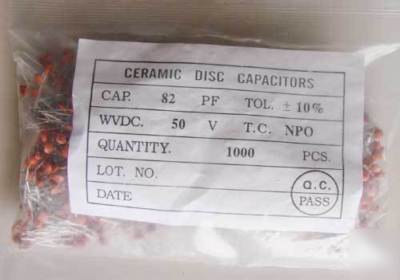 CERAMIC DISC CAPACITORS
CAP. 82 PF TOL. ± 10%
WVDC. 50 V T.C. NPO
QUANTITY. 1000 PCS.
LOT. NO.
DATE
Q.C.
PASS